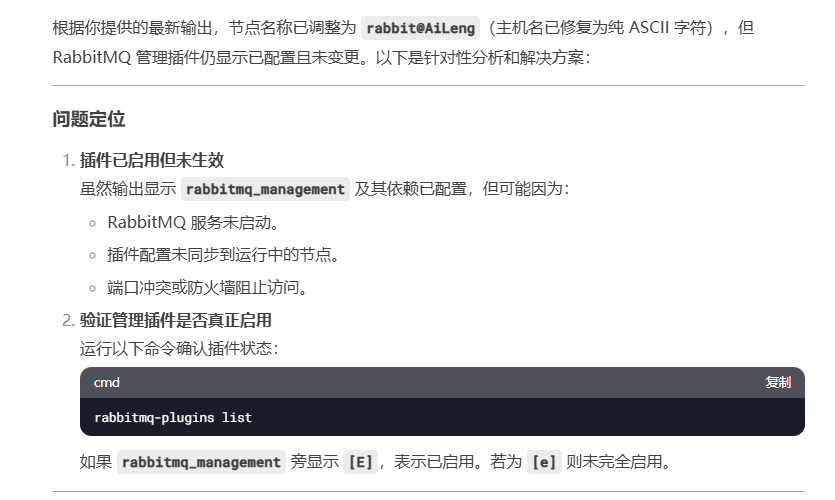 根据你提供的最新输出，节点名称已调整为 rabbit@AiLeng（主机名已修复为纯 ASCII 字符），但
RabbitMQ 管理插件仍显示已配置且未变更。以下是针对性分析和解决方案：
问题定位
1. 插件已启用但未生效
虽然输出显示 rabbitmq_management 及其依赖已配置，但可能因为：
◦ RabbitMQ 服务未启动。
◦ 插件配置未同步到运行中的节点。
◦ 端口冲突或防火墙阻止访问。
2. 验证管理插件是否真正启用
运行以下命令确认插件状态：
cmd 复制
rabbitmq-plugins list
如果 rabbitmq_management 旁显示 [E]，表示已启用。若为 [e] 则未完全启用。